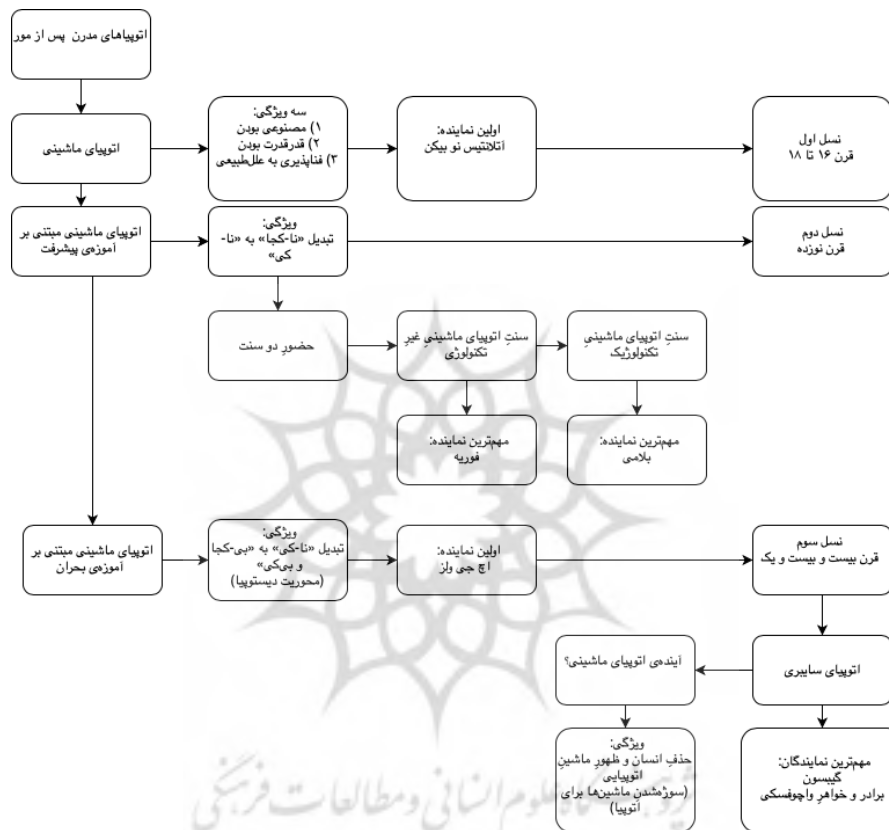 اتوپیاهای مدرن پس از مور
اتوپیای ماشینی
سه ویژگی:
۱) مصنوعی بودن
۲) قدرقدرت بودن
۳) فناپذیری به علل‌طبیعی
اولین نماینده:
آتلانتیس نو بیکن
نسل اول
قرن ۱۶ تا ۱۸
اتوپیای ماشینی مبتنی بر
آموزه‌ی پیشرفت
ویژگی:
تبدیل «نا-کجا» به «نا-
کی»
نسل دوم
قرن نوزده
حضورِ دو سنت
سنتِ اتوپیای ماشینیِ غیرِ
تکنولوژی
سنتِ اتوپیای ماشینیِ
تکنولوژیک
مهم‌ترین نماینده:
فوریه
مهم‌ترین نماینده:
بلامی
اتوپیای ماشینی مبتنی بر
آموزه‌ی بحران
ویژگی:
تبدیل «نا-کی» به «بی-کجا
و بی‌کی»
(محوریت دیستوپیا)
اولین نماینده:
اچ جی ولز
نسل سوم
قرن بیست و بیست و یک
آینده‌ی اتوپیای ماشینی؟
اتوپیای سایبری
ویژگی:
حذفِ انسان و ظهورِ ماشینِ
اتوپیایی
(سوژه‌شدنِ ماشین‌ها برای
اتوپیا)
مهم‌ترین نمایندگان:
گیبسون
برادر و خواهرِ واچوفسکی
پژوهشگاه علوم انسانی و مطالعات فرهنگی